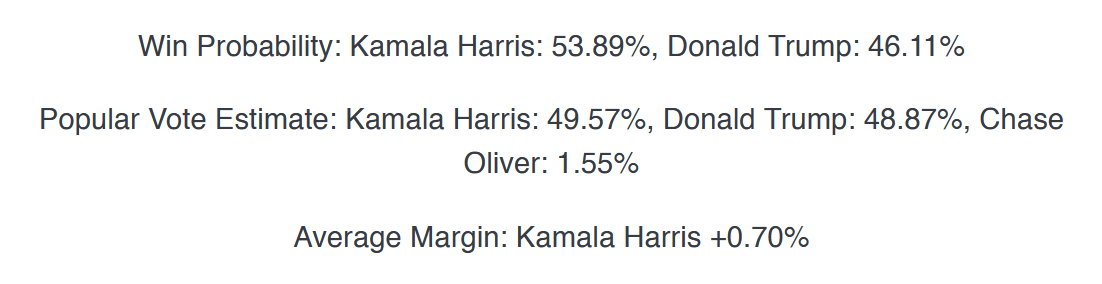 Win Probability: Kamala Harris: 53.89%, Donald Trump: 46.11%
Popular Vote Estimate: Kamala Harris: 49.57%, Donald Trump: 48.87%, Chase
Oliver: 1.55%
Average Margin: Kamala Harris +0.70%